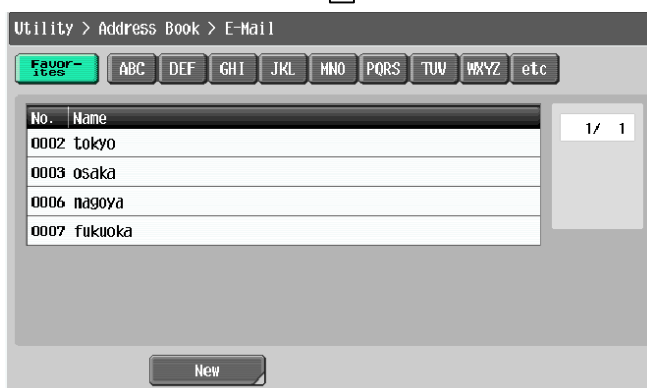 Utility > Address Book > E-Mail
Favor-
ites ABC DEF GHI JKL MNO PQRS TUV WXYZ etc
No. Name
1/ 1
0002 tokyo
0003 osaka
0006 nagoya
0007 fukuoka
New